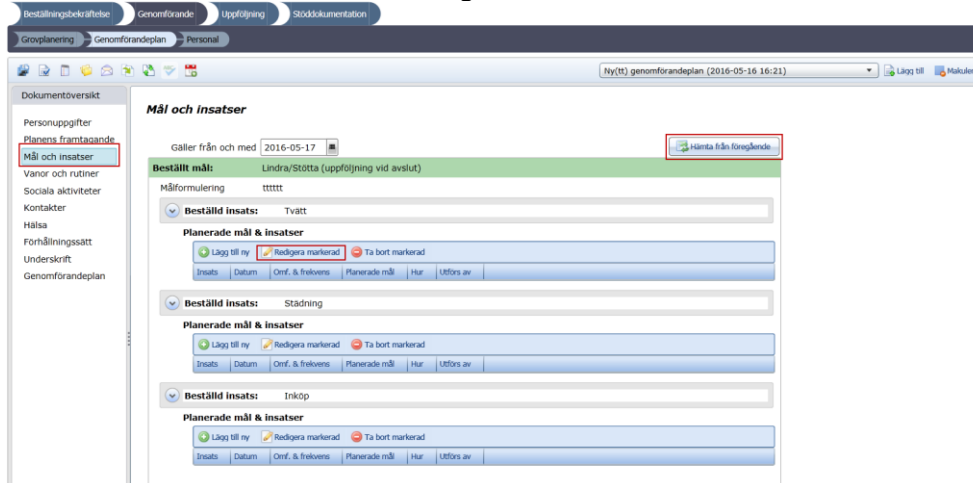 Beställningsbekräftelse Genomförande Uppföljning Stöddokumentation
Grovplanering Genomförandeplan Personal
Ny(tt) genomförandeplan (2016-05-16 16:21) Lägg till Makuler
Dokumentöversikt
Personuppgifter
Planens framtagande
Mål och insatser
Vanor och rutiner
Sociala aktiviteter
Kontakter
Hälsa
Förhållningssätt
Underskrift
Genomförandeplan
Mål och insatser
Gäller från och med 2016-05-17 Hämta från föregående
Beställt mål: Lindra/Stötta (uppföljning vid avslut)
Målformulering tttttt
Beställd insats: Tvätt
Planerade mål & insatser
Lägg till ny Redigera markerad Ta bort markerad
Insats Datum Omf. & frekvens Planerade mål Hur Utförs av
Beställd insats: Städning
Planerade mål & insatser
Lägg till ny Redigera markerad Ta bort markerad
Insats Datum Omf. & frekvens Planerade mål Hur Utförs av
Beställd insats: Inköp
Planerade mål & insatser
Lägg till ny Redigera markerad Ta bort markerad
Insats Datum Omf. & frekvens Planerade mål Hur Utförs av